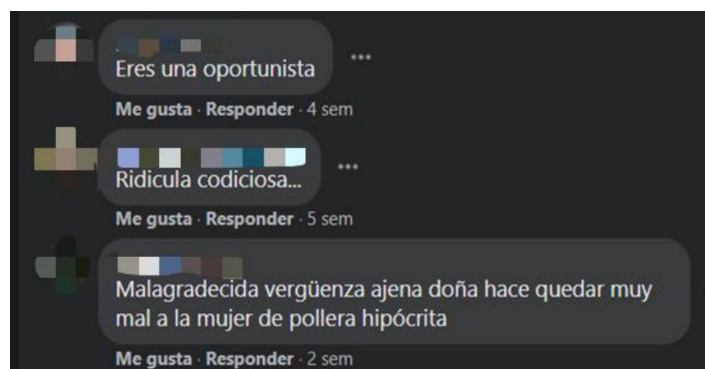 Eres una oportunista
Me gusta · Responder · 4 sem
Ridicula codiciosa...
Me gusta · Responder · 5 sem
Malagradecida vergüenza ajena doña hace quedar muy
mal a la mujer de pollera hipócrita
Me gusta · Responder · 2 sem